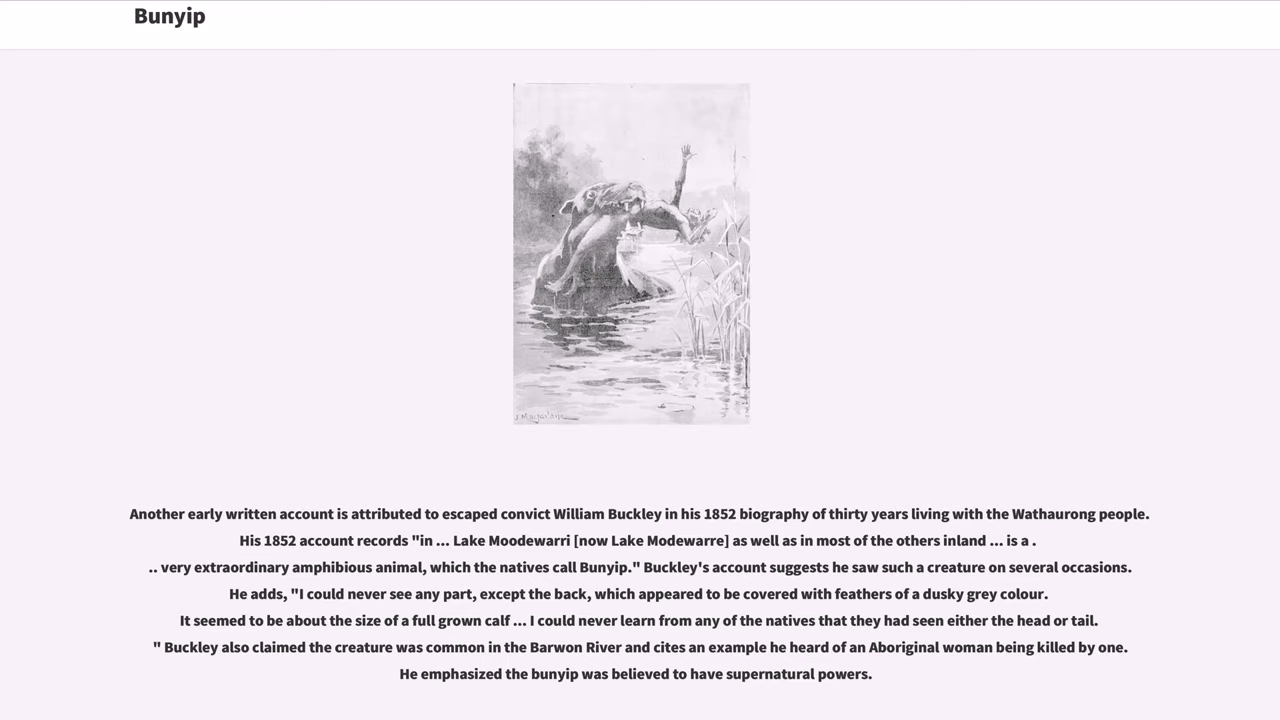 Bunyip
J. Macfarlane
Another early written account is attributed to escaped convict William Buckley in his 1852 biography of thirty years living with the Wathaurong people.
His 1852 account records "in ... Lake Moodewarri [now Lake Modewarre] as well as in most of the others inland ... is a .
.. very extraordinary amphibious animal, which the natives call Bunyip." Buckley's account suggests he saw such a creature on several occasions.
He adds, "I could never see any part, except the back, which appeared to be covered with feathers of a dusky grey colour.
It seemed to be about the size of a full grown calf ... I could never learn from any of the natives that they had seen either the head or tail.
" Buckley also claimed the creature was common in the Barwon River and cites an example he heard of an Aboriginal woman being killed by one.
He emphasized the bunyip was believed to have supernatural powers.